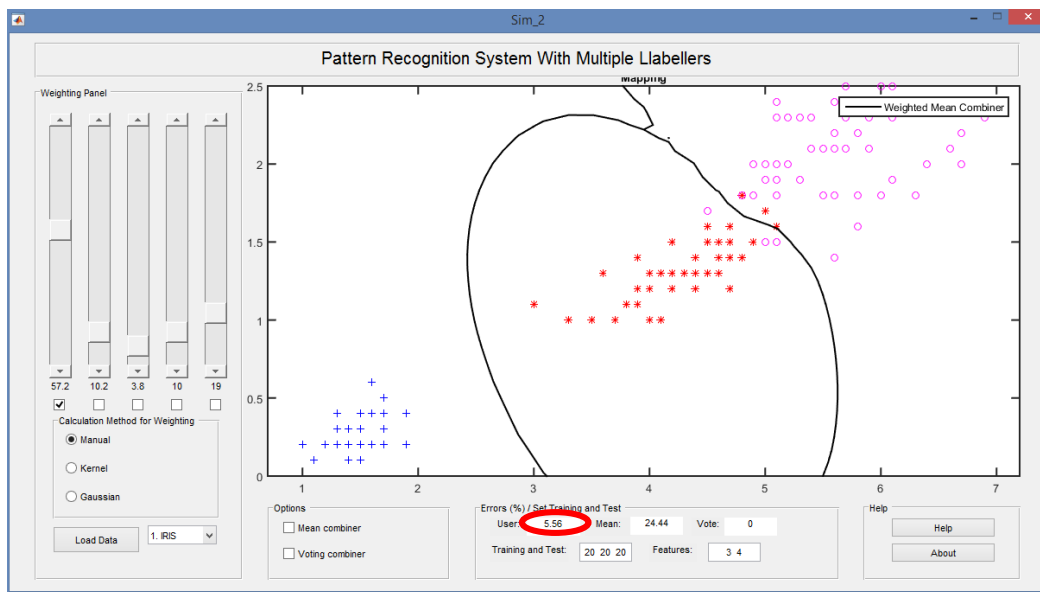 Sim_2
Pattern Recognition System With Multiple Llabellers
Weighting Panel
57.2 10.2 3.8 10 19
Calculation Method for Weighting
Manual
Kernel
Gaussian
Load Data 1. IRIS
Mapping
Weighted Mean Combiner
2.5
2
1.5
1
0.5
0
1 2 3 4 5 6 7
Options
Mean combiner
Voting combiner
Errors (%) / Set Training and Test
User: 5.56 Mean: 24.44 Vote: 0
Training and Test: 20 20 20 Features: 3 4
Help
Help
About